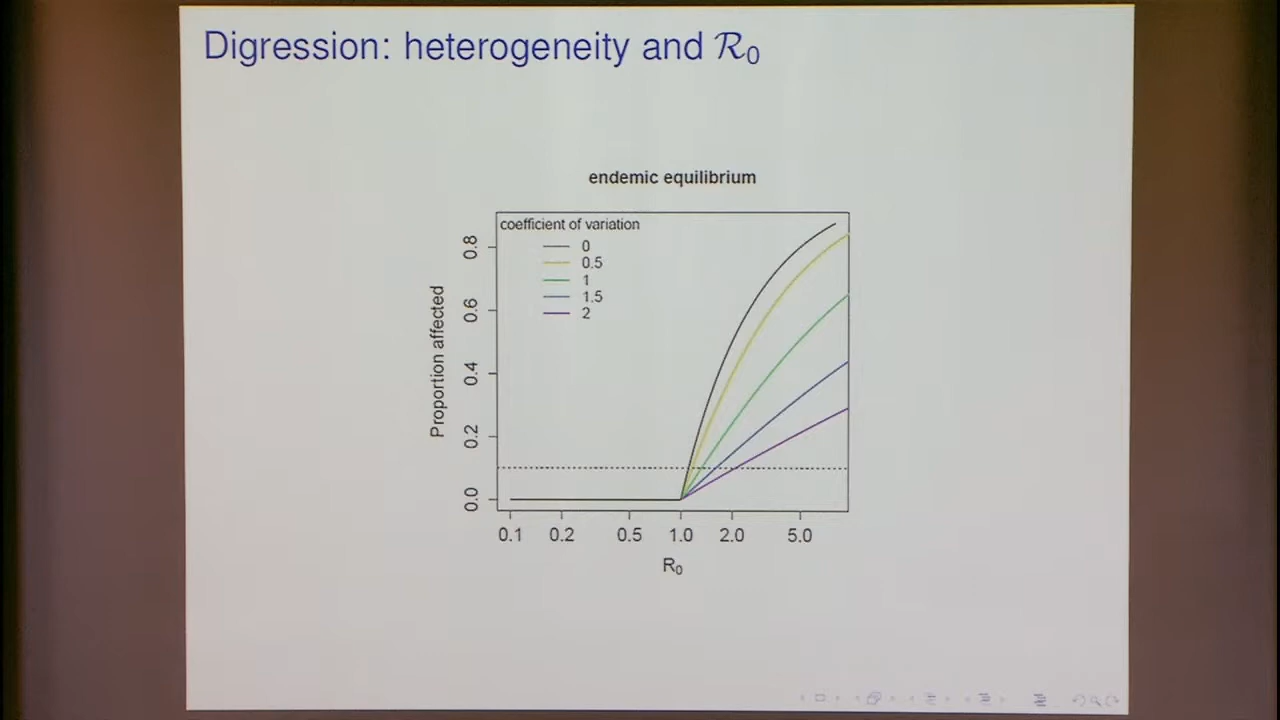 Digression: heterogeneity and R₀
endemic equilibrium
coefficient of variation
0
0.5
1
1.5
2
Proportion affected
0.8
0.6
0.4
0.2
0.0
0.1 0.2 0.5 1.0 2.0 5.0
R₀